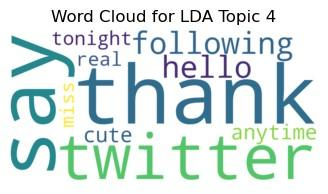 Word Cloud for LDA Topic 4
tonight following
real hello
say thank
miss
cute anytime
twitter